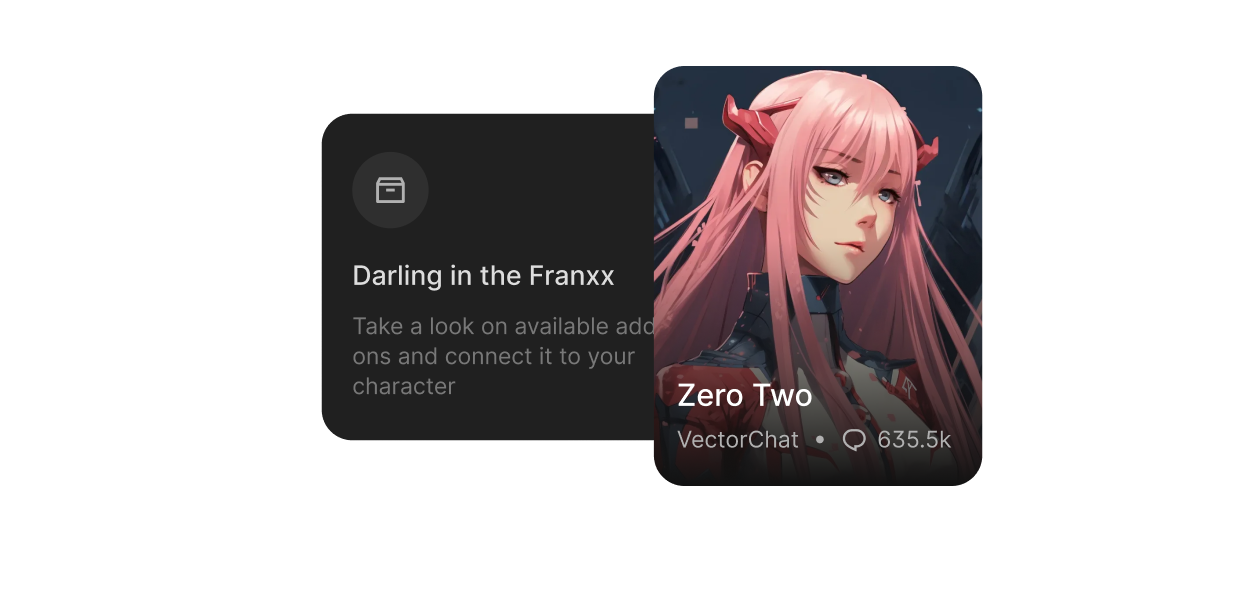 Darling in the Franxx
Take a look on available add
ons and connect it to your
character
Zero Two
VectorChat • 635.5k